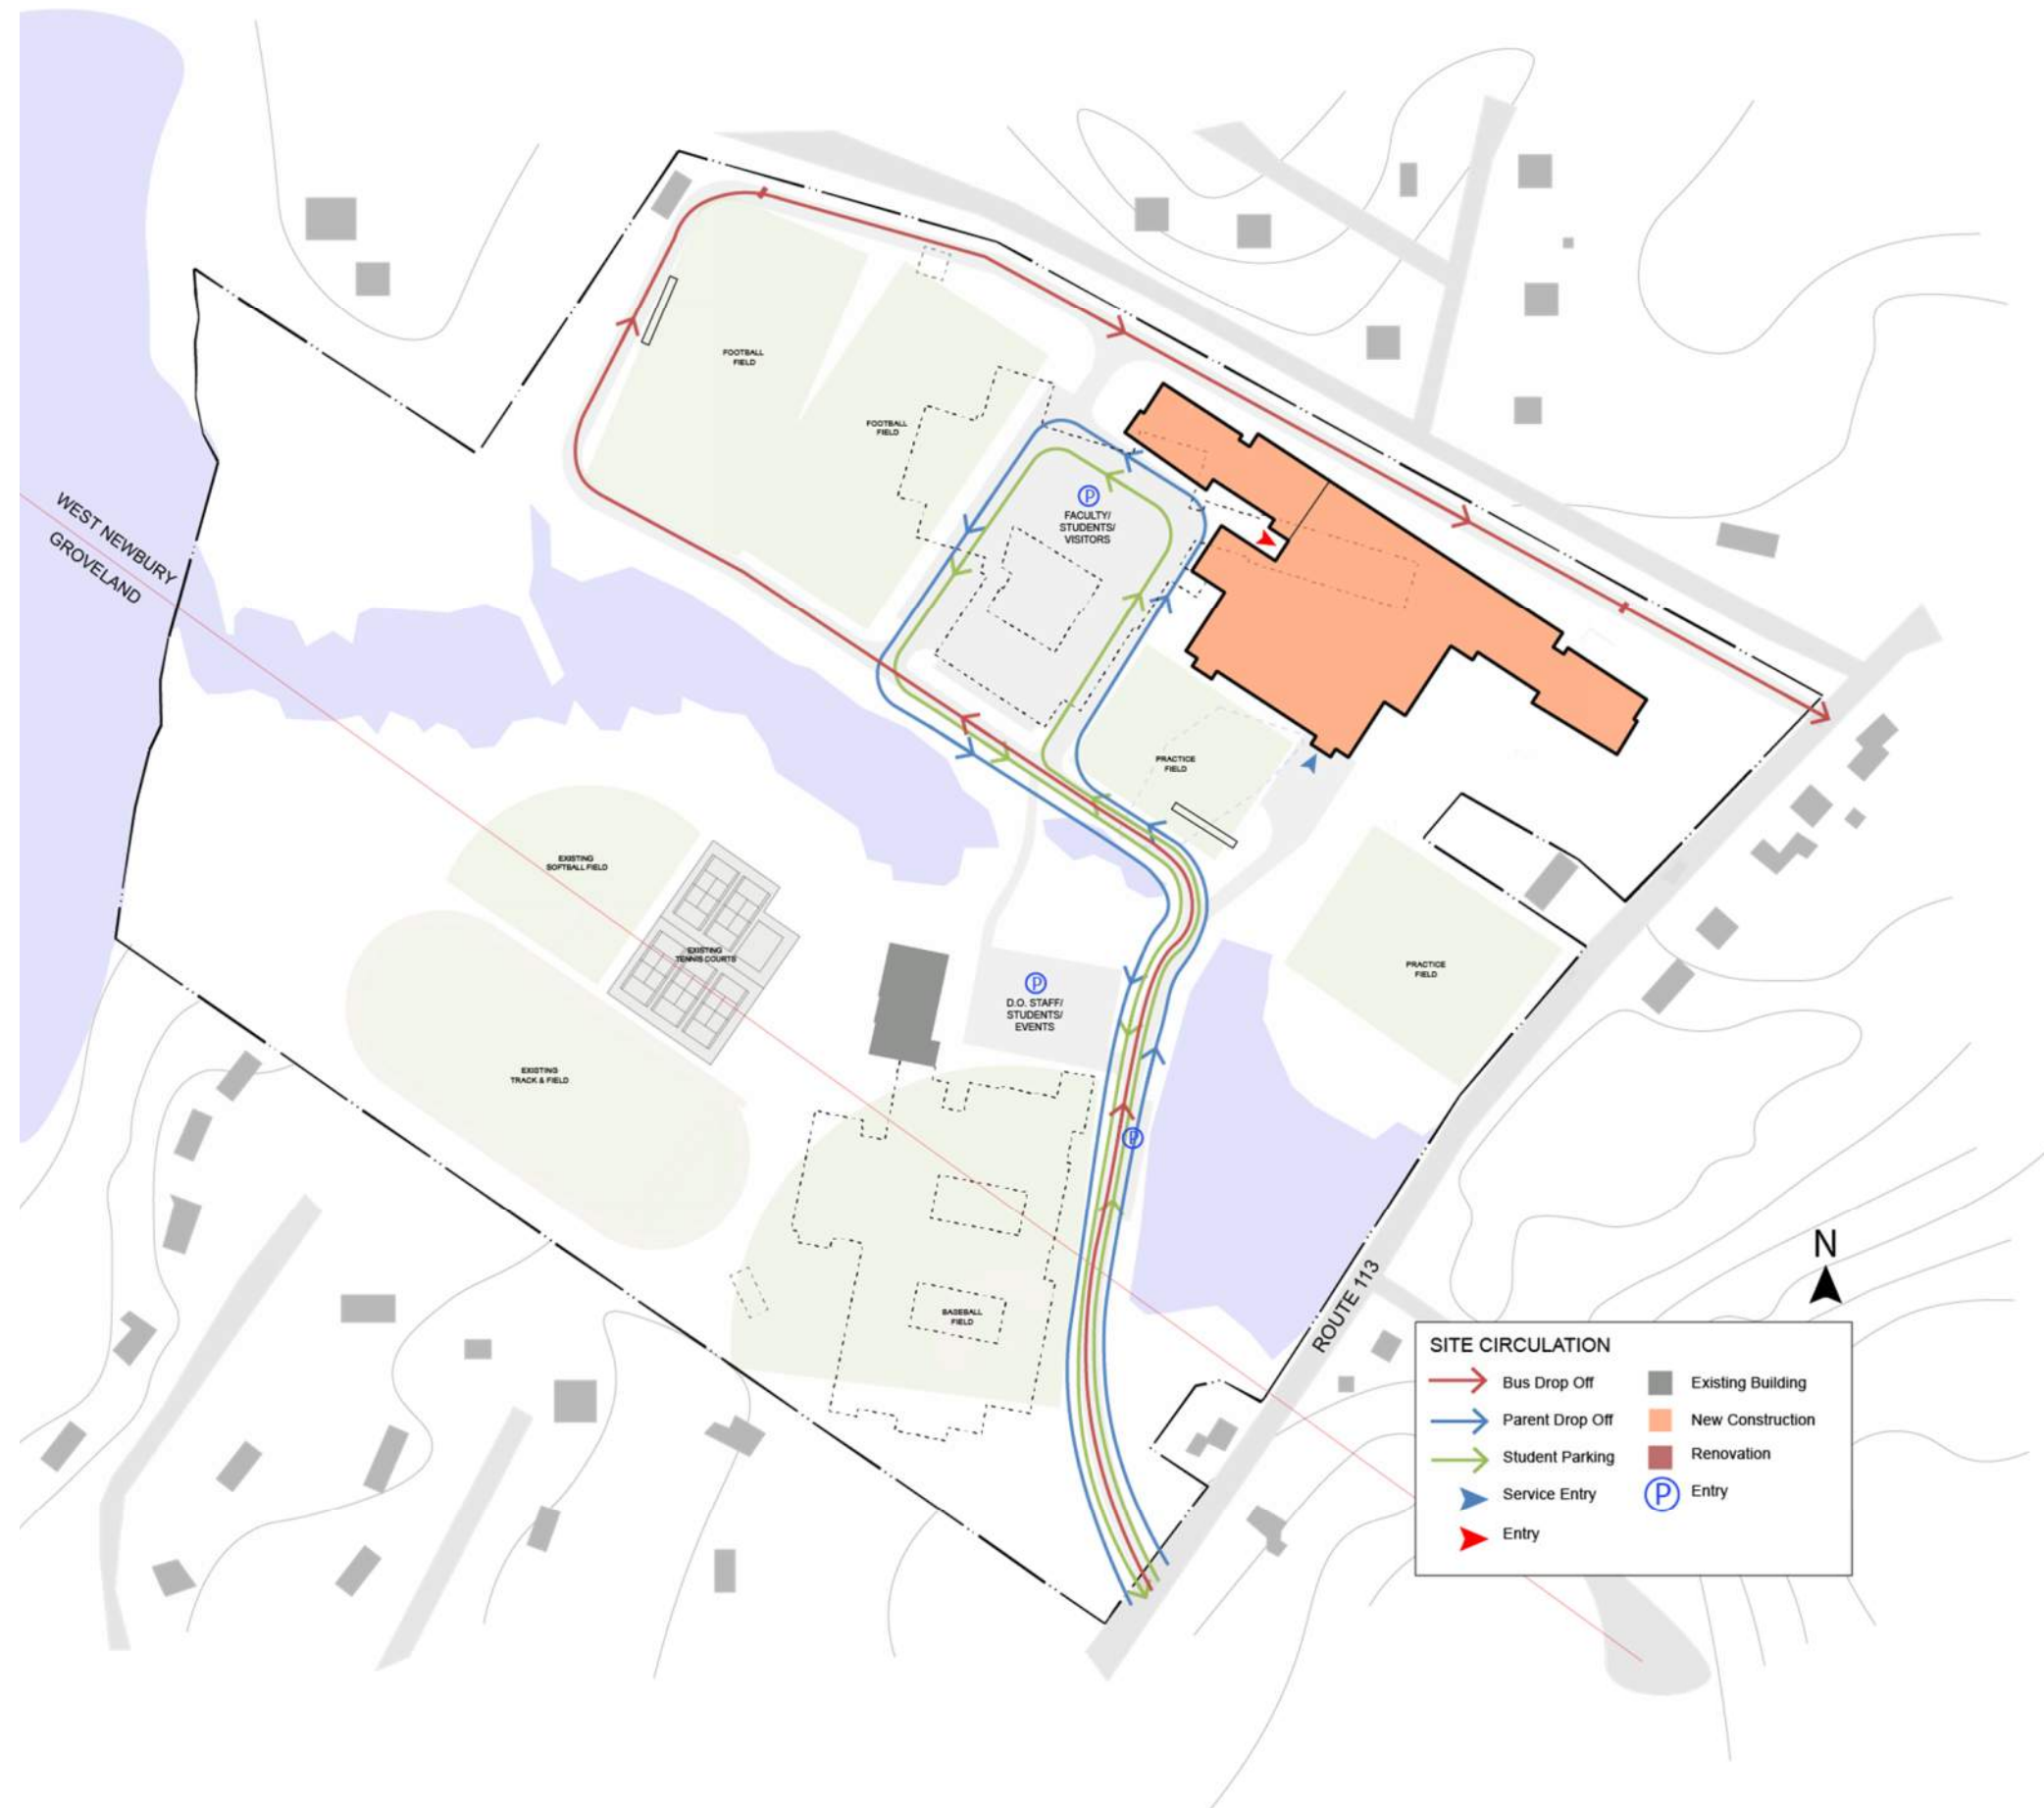 FOOTBALL
FIELD
FOOTBALL
FIELD
P
FACULTY/
STUDENTS/
VISITORS
WEST NEWBURY
GROVELAND
PRACTICE
FIELD
EXISTING
SOFTBALL FIELD
EXISTING
TENNIS COURTS
PRACTICE
FIELD
P
D.O. STAFF/
STUDENTS/
EVENTS
EXISTING
TRACK & FIELD
P
BASEBALL
FIELD
ROUTE 113
N
SITE CIRCULATION
Bus Drop Off
Parent Drop Off
Student Parking
Service Entry
Entry
Existing Building
New Construction
Renovation
P Entry